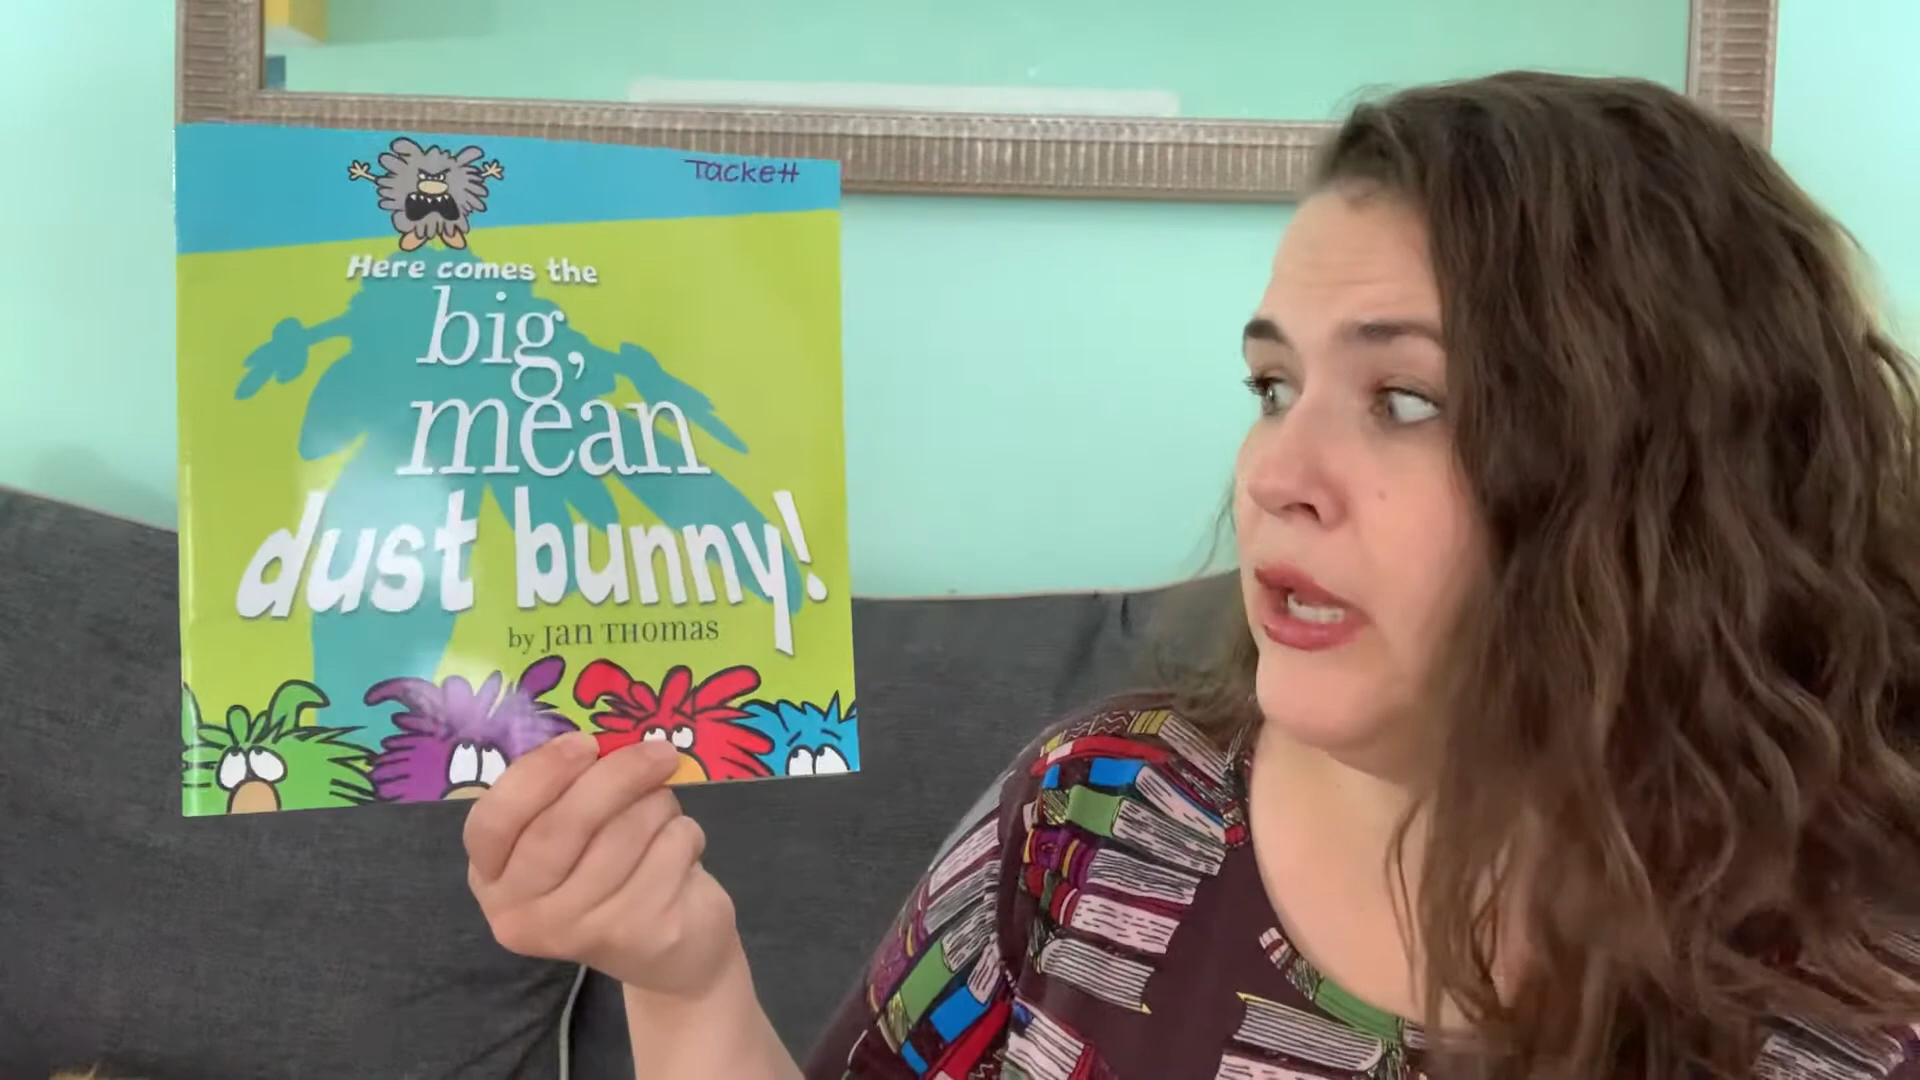 Tackett
Here comes the
big,
mean
dust bunny!
by Jan Thomas